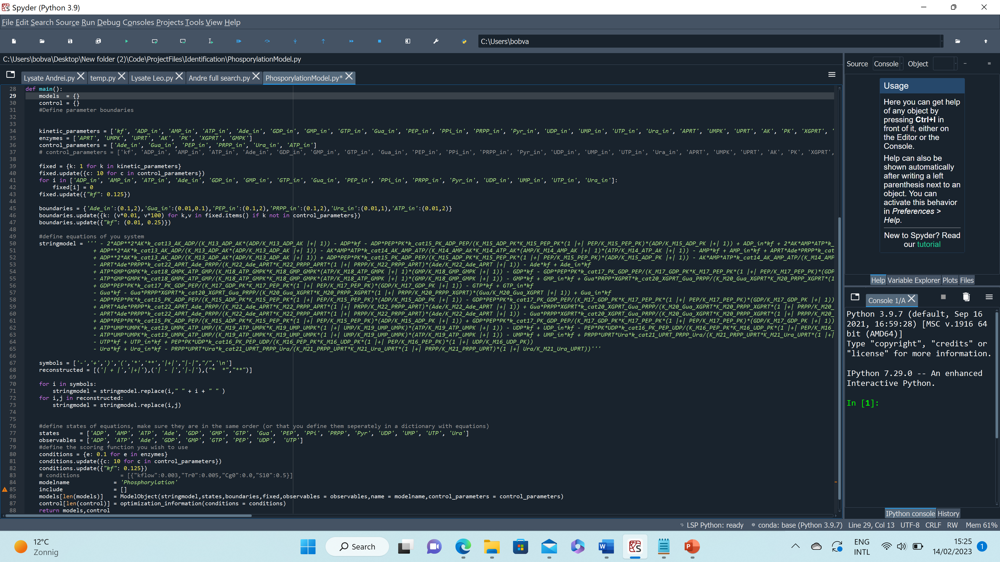 Spyder (Python 3.9)
File Edit Search Source Run Debug Consoles Projects Tools View Help
C:\Users\bobva
C:\Users\bobva\Desktop\New folder (2)\Code\ProjectFiles\Identification\PhosporylationModel.py
Lysate Andrei.py
temp.py
Lysate Leo.py
Andre full search.py
PhosporylationModel.py*
28 def main():
29 models = {}
30 control = {}
31 #Define parameter boundaries
32
33
34 kinetic_parameters = ['kf', 'ADP_in', 'AMP_in', 'ATP_in', 'Ade_in', 'GDP_in', 'GMP_in', 'GTP_in', 'Gua_in', 'PEP_in', 'PPi_in', 'PRPP_in', 'Pyr_in', 'UDP_in', 'UMP_in', 'UTP_in', 'Ura_in', 'APRT', 'UMPK', 'UPRT', 'AK', 'PK', 'XGPRT', '
35 enzymes = ['APRT', 'UMPK', 'UPRT', 'AK', 'PK', 'XGPRT', 'GMPK']
36 control_parameters = ['Ade_in', 'Gua_in', 'PEP_in', 'PRPP_in', 'Ura_in', 'ATP_in']
37 # control_parameters = ['kf', 'ADP_in', 'AMP_in', 'ATP_in', 'Ade_in', 'GDP_in', 'GMP_in', 'GTP_in', 'Gua_in', 'PEP_in', 'PPi_in', 'PRPP_in', 'Pyr_in', 'UDP_in', 'UMP_in', 'UTP_in', 'Ura_in', 'APRT', 'UMPK', 'UPRT', 'AK', 'PK', 'XGPRT',
38
39 fixed = {k: 1 for k in kinetic_parameters}
40 fixed.update({c: 10 for c in control_parameters})
41 for i in ['ADP_in', 'AMP_in', 'ATP_in', 'Ade_in', 'GDP_in', 'GMP_in', 'GTP_in', 'Gua_in', 'PEP_in', 'PPi_in', 'PRPP_in', 'Pyr_in', 'UDP_in', 'UMP_in', 'UTP_in', 'Ura_in']:
42 fixed[i] = 0
43 fixed.update({"kf": 0.125})
44
45 boundaries = {'Ade_in':(0.1,2),'Gua_in':(0.01,0.1),'PEP_in':(0.1,2),'PRPP_in':(0.1,2),'Ura_in':(0.01,1),'ATP_in':(0.01,2)}
46 boundaries.update({k: (v*0.01, v*100) for k,v in fixed.items() if k not in control_parameters})
47 boundaries.update({"kf": (0.01, 0.25)})
48
49 #define equations of you system
50 stringmodel = ''' - 2*ADP**2*AK*k_cat13_AK_ADP/(K_M13_ADP_AK*(ADP/K_M13_ADP_AK |+| 1)) - ADP*kf - ADP*PEP*PK*k_cat15_PK_ADP_PEP/(K_M15_ADP_PK*K_M15_PEP_PK*(1 |+| PEP/K_M15_PEP_PK)*(ADP/K_M15_ADP_PK |+| 1)) + ADP_in*kf + 2*AK*AMP*ATP*k_
51 + ADP**2*AK*k_cat13_AK_ADP/(K_M13_ADP_AK*(ADP/K_M13_ADP_AK |+| 1)) - AK*AMP*ATP*k_cat14_AK_AMP_ATP/(K_M14_AMP_AK*K_M14_ATP_AK*(AMP/K_M14_AMP_AK |+| 1)*(ATP/K_M14_ATP_AK |+| 1)) - AMP*kf + AMP_in*kf + APRT*Ade*PRPP*k_cat
52 + ADP**2*AK*k_cat13_AK_ADP/(K_M13_ADP_AK*(ADP/K_M13_ADP_AK |+| 1)) + ADP*PEP*PK*k_cat15_PK_ADP_PEP/(K_M15_ADP_PK*K_M15_PEP_PK*(1 |+| PEP/K_M15_PEP_PK)*(ADP/K_M15_ADP_PK |+| 1)) - AK*AMP*ATP*k_cat14_AK_AMP_ATP/(K_M14_AMP
53 - APRT*Ade*PRPP*k_cat22_APRT_Ade_PRPP/(K_M22_Ade_APRT*K_M22_PRPP_APRT*(1 |+| PRPP/K_M22_PRPP_APRT)*(Ade/K_M22_Ade_APRT |+| 1)) - Ade*kf + Ade_in*kf
54 + ATP*GMP*GMPK*k_cat18_GMPK_ATP_GMP/(K_M18_ATP_GMPK*K_M18_GMP_GMPK*(ATP/K_M18_ATP_GMPK |+| 1)*(GMP/K_M18_GMP_GMPK |+| 1)) - GDP*kf - GDP*PEP*PK*k_cat17_PK_GDP_PEP/(K_M17_GDP_PK*K_M17_PEP_PK*(1 |+| PEP/K_M17_PEP_PK)*(GDP
55 - ATP*GMP*GMPK*k_cat18_GMPK_ATP_GMP/(K_M18_ATP_GMPK*K_M18_GMP_GMPK*(ATP/K_M18_ATP_GMPK |+| 1)*(GMP/K_M18_GMP_GMPK |+| 1)) - GMP*kf + GMP_in*kf + Gua*PRPP*XGPRT*k_cat20_XGPRT_Gua_PRPP/(K_M20_Gua_XGPRT*K_M20_PRPP_XGPRT*(1
56 + GDP*PEP*PK*k_cat17_PK_GDP_PEP/(K_M17_GDP_PK*K_M17_PEP_PK*(1 |+| PEP/K_M17_PEP_PK)*(GDP/K_M17_GDP_PK |+| 1)) - GTP*kf + GTP_in*kf
57 - Gua*kf - Gua*PRPP*XGPRT*k_cat20_XGPRT_Gua_PRPP/(K_M20_Gua_XGPRT*K_M20_PRPP_XGPRT*(1 |+| PRPP/K_M20_PRPP_XGPRT)*(Gua/K_M20_Gua_XGPRT |+| 1)) + Gua_in*kf
58 - ADP*PEP*PK*k_cat15_PK_ADP_PEP/(K_M15_ADP_PK*K_M15_PEP_PK*(1 |+| PEP/K_M15_PEP_PK)*(ADP/K_M15_ADP_PK |+| 1)) - GDP*PEP*PK*k_cat17_PK_GDP_PEP/(K_M17_GDP_PK*K_M17_PEP_PK*(1 |+| PEP/K_M17_PEP_PK)*(GDP/K_M17_GDP_PK |+| 1))
59 + APRT*Ade*PRPP*k_cat22_APRT_Ade_PRPP/(K_M22_Ade_APRT*K_M22_PRPP_APRT*(1 |+| PRPP/K_M22_PRPP_APRT)*(Ade/K_M22_Ade_APRT |+| 1)) + Gua*PRPP*XGPRT*k_cat20_XGPRT_Gua_PRPP/(K_M20_Gua_XGPRT*K_M20_PRPP_XGPRT*(1 |+| PRPP/K_M20_
60 - APRT*Ade*PRPP*k_cat22_APRT_Ade_PRPP/(K_M22_Ade_APRT*K_M22_PRPP_APRT*(1 |+| PRPP/K_M22_PRPP_APRT)*(Ade/K_M22_Ade_APRT |+| 1)) - Gua*PRPP*XGPRT*k_cat20_XGPRT_Gua_PRPP/(K_M20_Gua_XGPRT*K_M20_PRPP_XGPRT*(1 |+| PRPP/K_M20_
61 + ADP*PEP*PK*k_cat15_PK_ADP_PEP/(K_M15_ADP_PK*K_M15_PEP_PK*(1 |+| PEP/K_M15_PEP_PK)*(ADP/K_M15_ADP_PK |+| 1)) + GDP*PEP*PK*k_cat17_PK_GDP_PEP/(K_M17_GDP_PK*K_M17_PEP_PK*(1 |+| PEP/K_M17_PEP_PK)*(GDP/K_M17_GDP_PK |+| 1))
62 + ATP*UMP*UMPK*k_cat19_UMPK_ATP_UMP/(K_M19_ATP_UMPK*K_M19_UMP_UMPK*(1 |+| UMP/K_M19_UMP_UMPK)*(ATP/K_M19_ATP_UMPK |+| 1)) - UDP*kf + UDP_in*kf - PEP*PK*UDP*k_cat16_PK_PEP_UDP/(K_M16_PEP_PK*K_M16_UDP_PK*(1 |+| PEP/K_M16_
63 - ATP*UMP*UMPK*k_cat19_UMPK_ATP_UMP/(K_M19_ATP_UMPK*K_M19_UMP_UMPK*(1 |+| UMP/K_M19_UMP_UMPK)*(ATP/K_M19_ATP_UMPK |+| 1)) - UMP*kf + UMP_in*kf + PRPP*UPRT*Ura*k_cat21_UPRT_PRPP_Ura/(K_M21_PRPP_UPRT*K_M21_Ura_UPRT*(1 |+|
64 - UTP*kf + UTP_in*kf + PEP*PK*UDP*k_cat16_PK_PEP_UDP/(K_M16_PEP_PK*K_M16_UDP_PK*(1 |+| PEP/K_M16_PEP_PK)*(1 |+| UDP/K_M16_UDP_PK))
65 - Ura*kf + Ura_in*kf - PRPP*UPRT*Ura*k_cat21_UPRT_PRPP_Ura/(K_M21_PRPP_UPRT*K_M21_Ura_UPRT*(1 |+| PRPP/K_M21_PRPP_UPRT)*(1 |+| Ura/K_M21_Ura_UPRT))'''
66
67 symbols = ['-','+',')','(','*','**','|+|',"|-|","/",'\n']
68 reconstructed = [('| + |','|+|'),('| - |','|-|'),("*  *","**")]
69
70 for i in symbols:
71 stringmodel = stringmodel.replace(i," " + i + " " )
72 for i,j in reconstructed:
73 stringmodel = stringmodel.replace(i,j)
74
75
76 #define states of equations, make sure they are in the same order (or that you define them seperately in a dictionary with equations)
77 states = ['ADP', 'AMP', 'ATP', 'Ade', 'GDP', 'GMP', 'GTP', 'Gua', 'PEP', 'PPi', 'PRPP', 'Pyr', 'UDP', 'UMP', 'UTP', 'Ura']
78 observables = ['ADP', 'ATP', 'Ade', 'GDP', 'GMP', 'GTP', 'PEP', 'UDP', 'UTP']
79 #define the scoring function you wish to use
80 conditions = {e: 0.1 for e in enzymes}
81 conditions.update({c: 10 for c in control_parameters})
82 conditions.update({"kf": 0.125})
83 # conditions = [{"kflow":0.003,"Tr0":0.005,"Cg0":0.0,"S10":0.5}]
84 modelname = 'Phosphorylation'
85 include = []
86 models[len(models)] = ModelObject(stringmodel,states,boundaries,fixed,observables = observables,name = modelname,control_parameters = control_parameters)
87 control[len(control)] = optimization_information(conditions = conditions)
88 return models,control
Source Console Object
Usage
Here you can get help
of any object by
pressing Ctrl+I in
front of it, either on
the Editor or the
Console.
Help can also be
shown automatically
after writing a left
parenthesis next to an
object. You can
activate this behavior
in Preferences >
Help.
New to Spyder? Read
our tutorial
Help Variable Explorer Plots Files
Console 1/A
Python 3.9.7 (default, Sep 16
2021, 16:59:28) [MSC v.1916 64
bit (AMD64)]
Type "copyright", "credits" or
"license" for more information.
IPython 7.29.0 -- An enhanced
Interactive Python.
In [1]:
IPython console History
LSP Python: ready conda: base (Python 3.9.7) Line 29, Col 13 UTF-8 CRLF RW Mem 61%
12°C
Zonnig
Search
W
P
ENG
INTL
15:25
14/02/2023
1